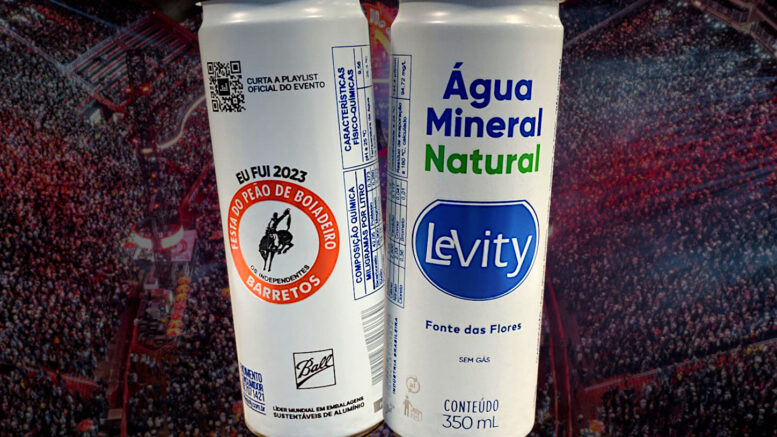 CURTA A PLAYLIST
OFICIAL DO EVENTO
EU FUI 2023
FESTA DO PEÃO DE BOIADEIRO
OS INDEPENDENTES
BARRETOS
Ball
LÍDER MUNDIAL EM EMBALAGENS
SUSTENTÁVEIS DE ALUMÍNIO
CARACTERÍSTICAS
FÍSICO-QUÍMICAS
COMPOSIÇÃO QUÍMICA
MILIGRAMAS POR LITRO
Água
Mineral
Natural
LeVity
Fonte das Flores
SEM GÁS
CONTEÚDO
350 mL
INDÚSTRIA BRASILEIRA